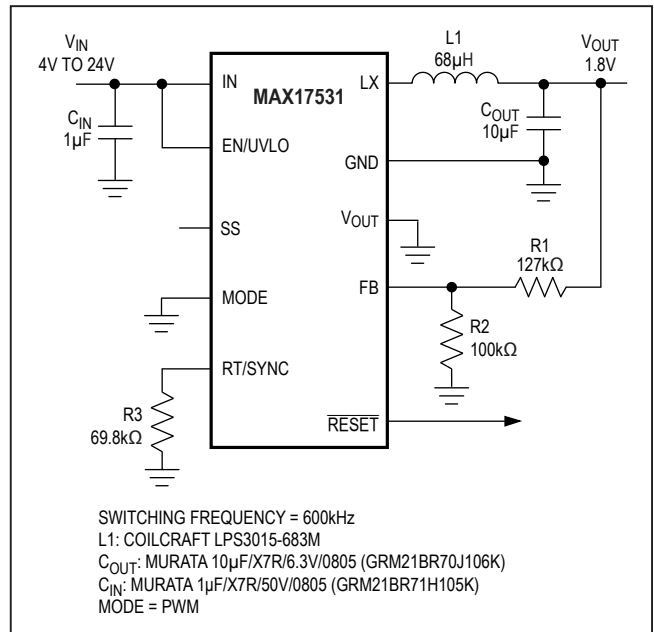 VIN
4V TO 24V
CIN
1µF
IN
EN/UVLO
SS
MODE
RT/SYNC
R3
69.8kΩ
MAX17531
LX
GND
VOUT
FB
RESET
L1
68µH
VOUT
1.8V
COUT
10µF
R1
127kΩ
R2
100kΩ
SWITCHING FREQUENCY = 600kHz
L1: COILCRAFT LPS3015-683M
COUT: MURATA 10µF/X7R/6.3V/0805 (GRM21BR70J106K)
CIN: MURATA 1µF/X7R/50V/0805 (GRM21BR71H105K)
MODE = PWM